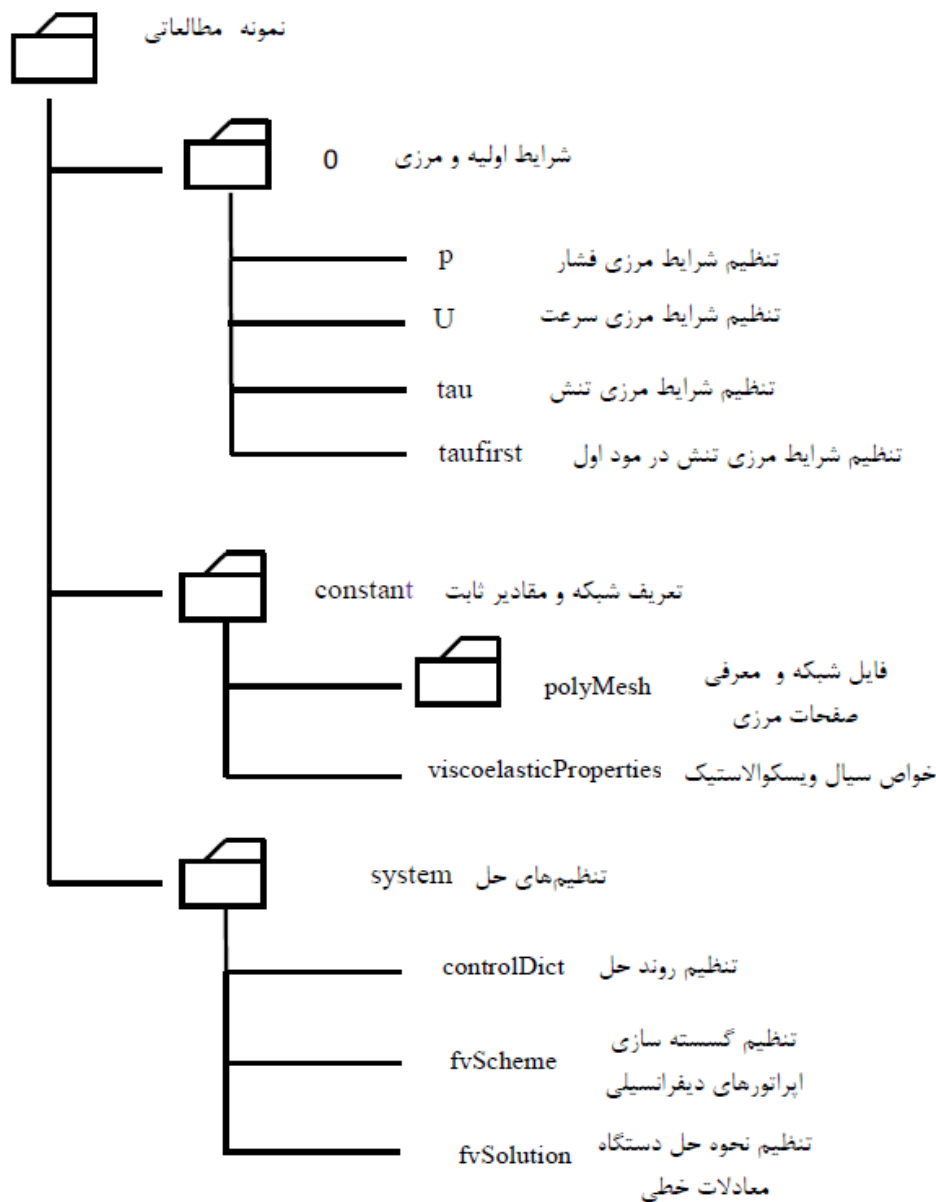 نمونه مطالعاتی
شرایط اولیه و مرزی 0
p تنظیم شرایط مرزی فشار
U تنظیم شرایط مرزی سرعت
tau تنظیم شرایط مرزی تنش
taufirst تنظیم شرایط مرزی تنش در مود اول
constant تعریف شبکه و مقادیر ثابت
polyMesh فایل شبکه و معرفی
صفحات مرزی
viscoelasticProperties خواص سیال ویسکوالاستیک
system تنظیم‌های حل
controlDict تنظیم روند حل
fvScheme تنظیم گسسته سازی
اپراتورهای دیفرانسیلی
fvSolution تنظیم نحوه حل دستگاه
معادلات خطی